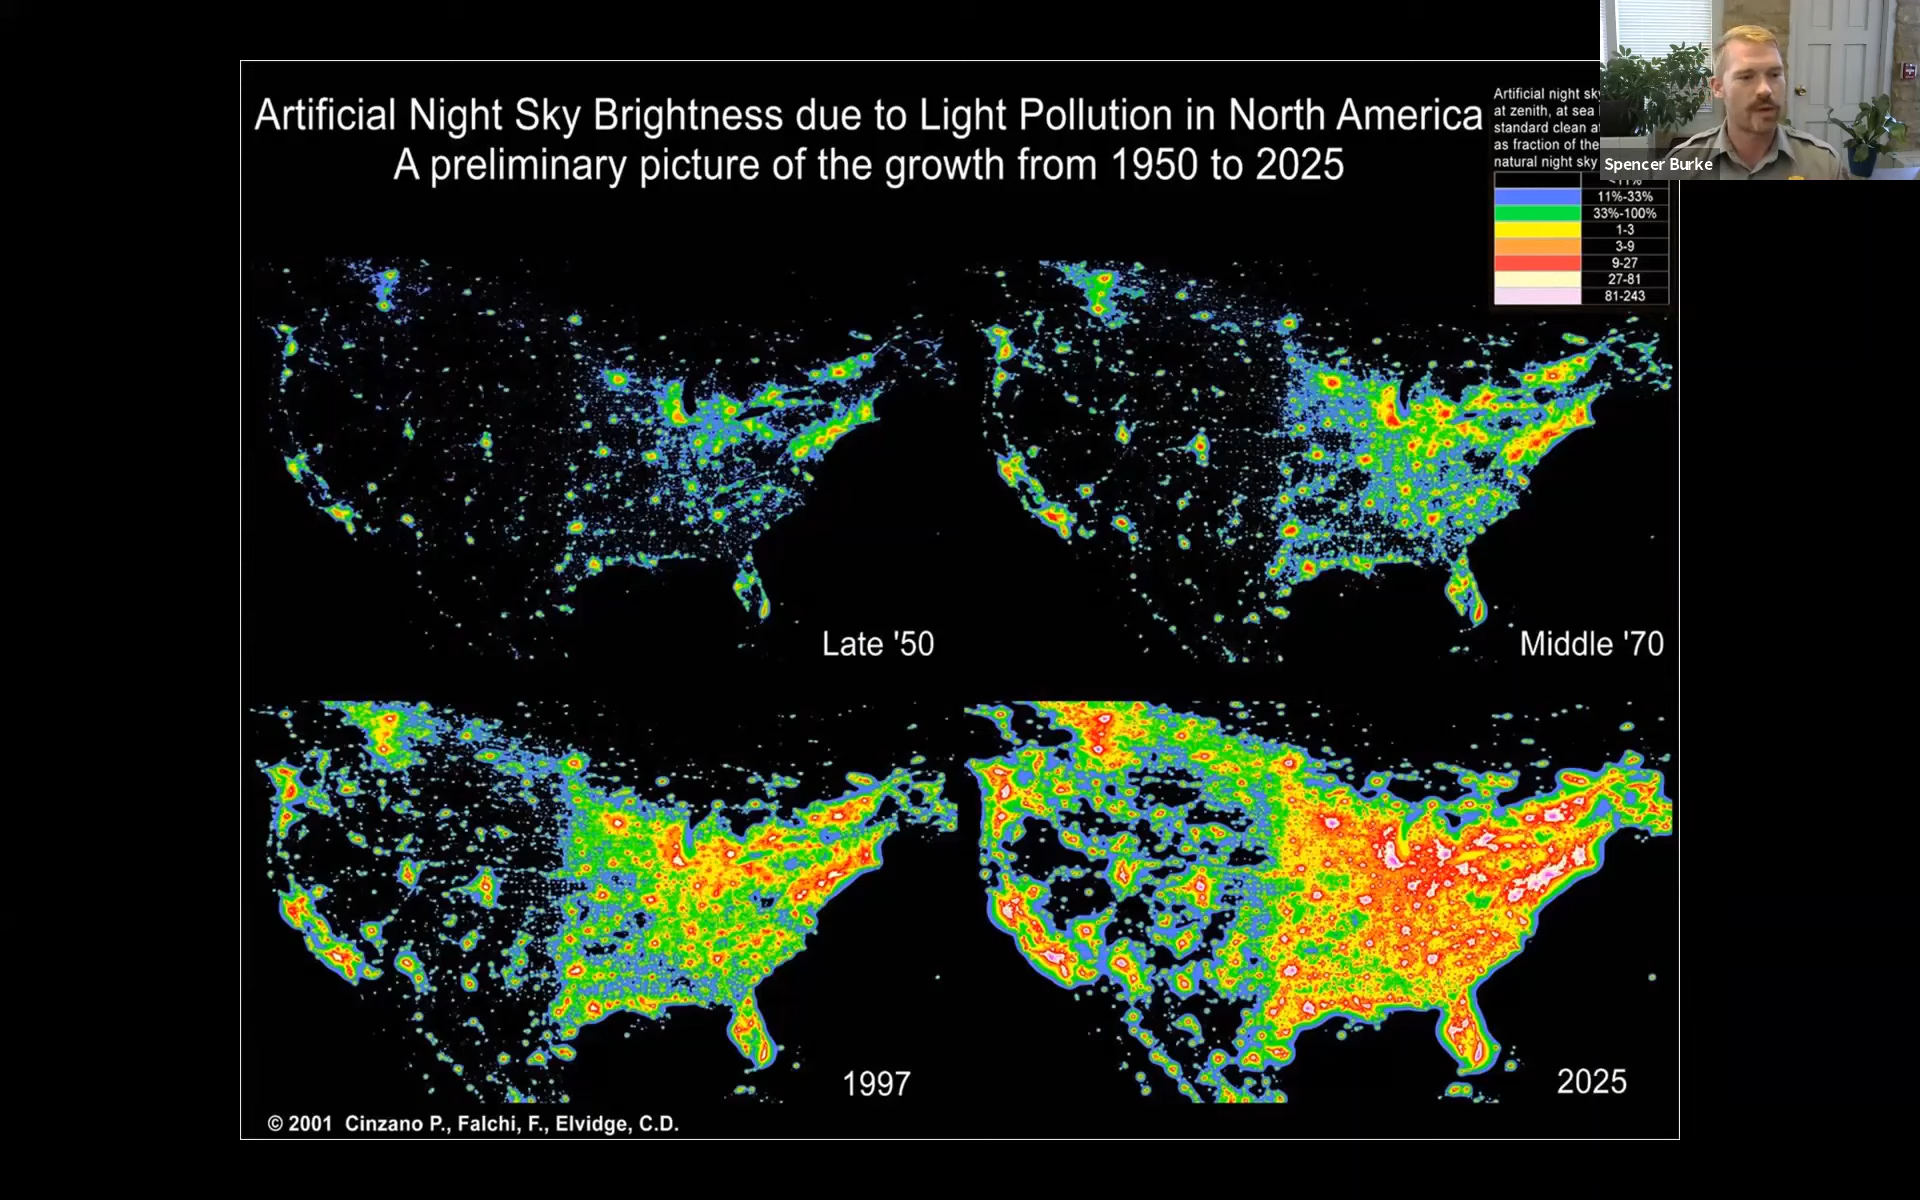 Artificial Night Sky Brightness due to Light Pollution in North America
A preliminary picture of the growth from 1950 to 2025
Artificial night sky
at zenith, at sea
standard clean
as fraction of the
natural night sky
Spencer Burke
<11%
11%-33%
33%-100%
1-3
3-9
9-27
27-81
81-243
Late '50
Middle '70
1997
2025
© 2001 Cinzano P., Falchi, F., Elvidge, C.D.